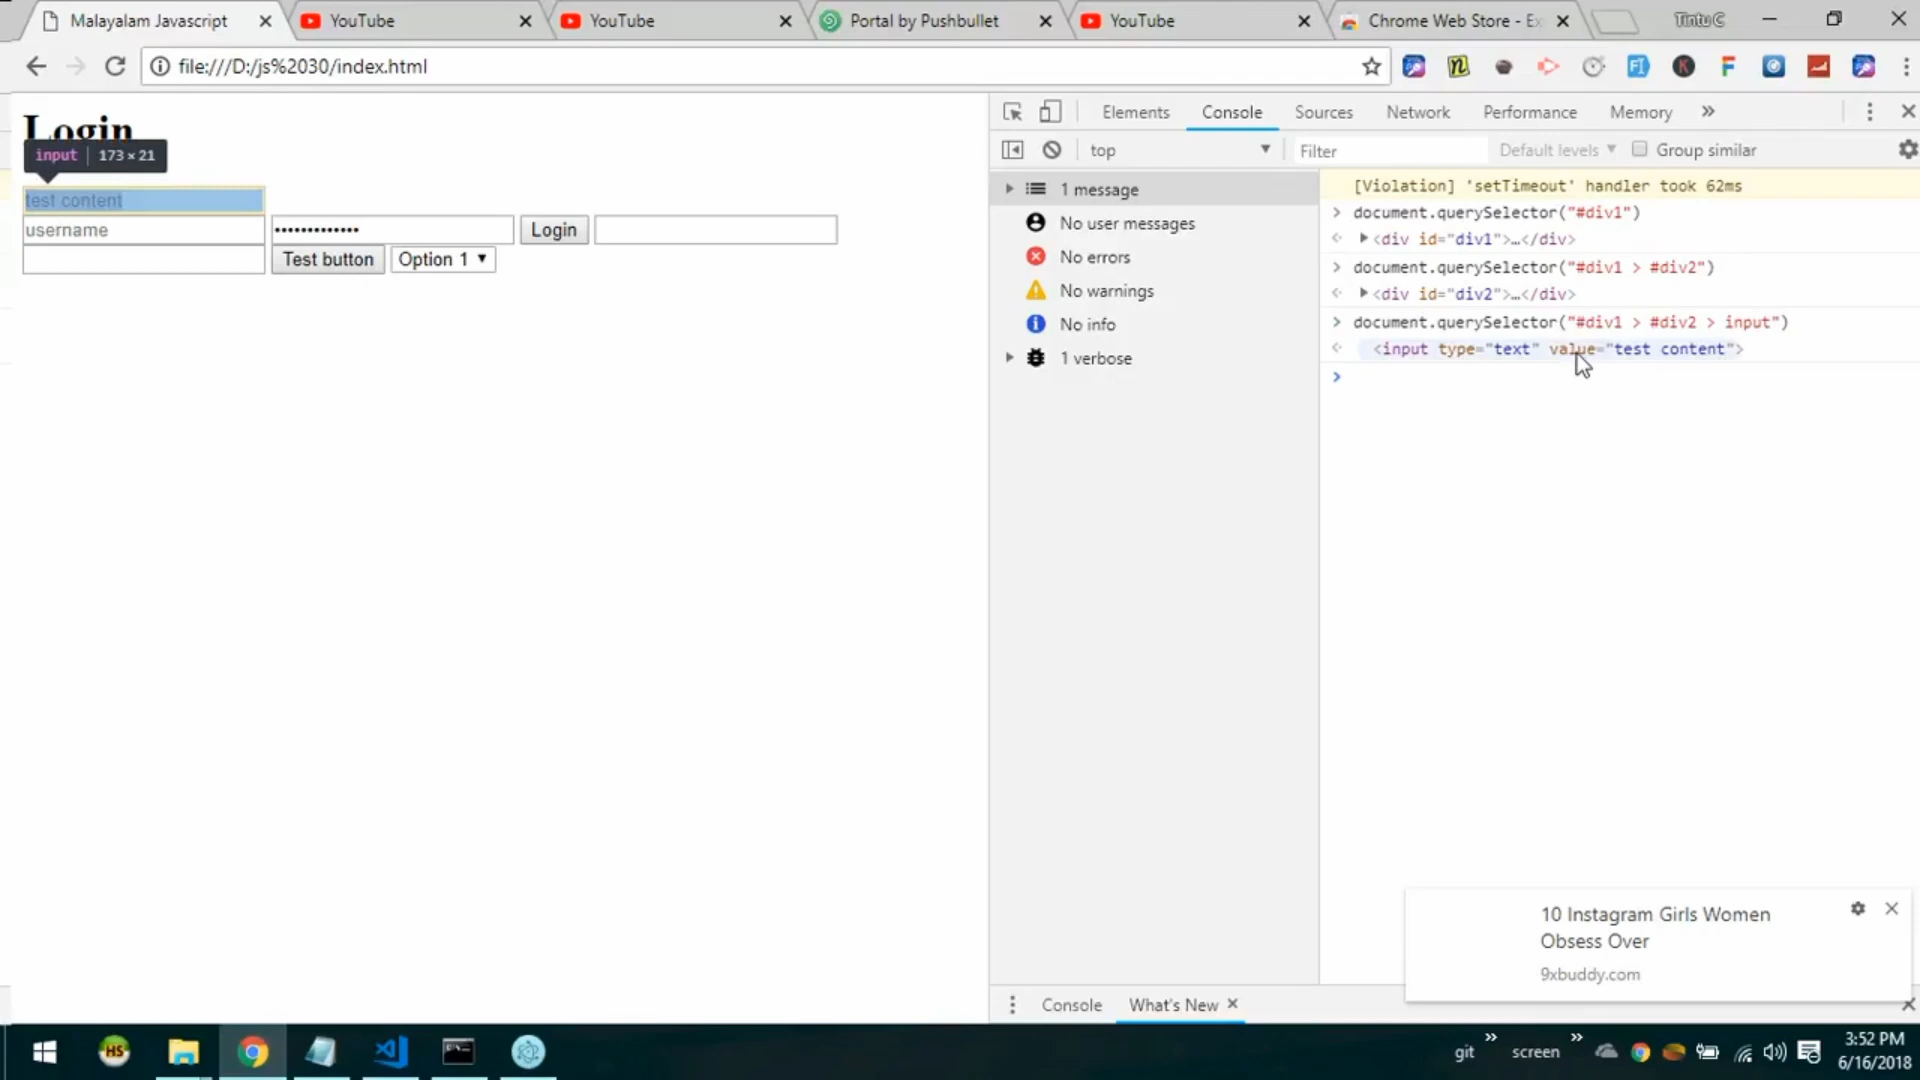 Malayalam Javascript
YouTube
YouTube
Portal by Pushbullet
YouTube
Chrome Web Store - Ex
Tintu C
file:///D:/js%2030/index.html
Login
input 173 × 21
test content
username
•••••••••••••
Login
Test button
Option 1
Elements
Console
Sources
Network
Performance
Memory
top
Filter
Default levels
Group similar
1 message
No user messages
No errors
No warnings
No info
1 verbose
[Violation] 'setTimeout' handler took 62ms
document.querySelector("#div1")
<div id="div1">…</div>
document.querySelector("#div1 > #div2")
<div id="div2">…</div>
document.querySelector("#div1 > #div2 > input")
<input type="text" value="test content">
10 Instagram Girls Women
Obsess Over
9xbuddy.com
Console
What's New
HS
git
screen
3:52 PM
6/16/2018